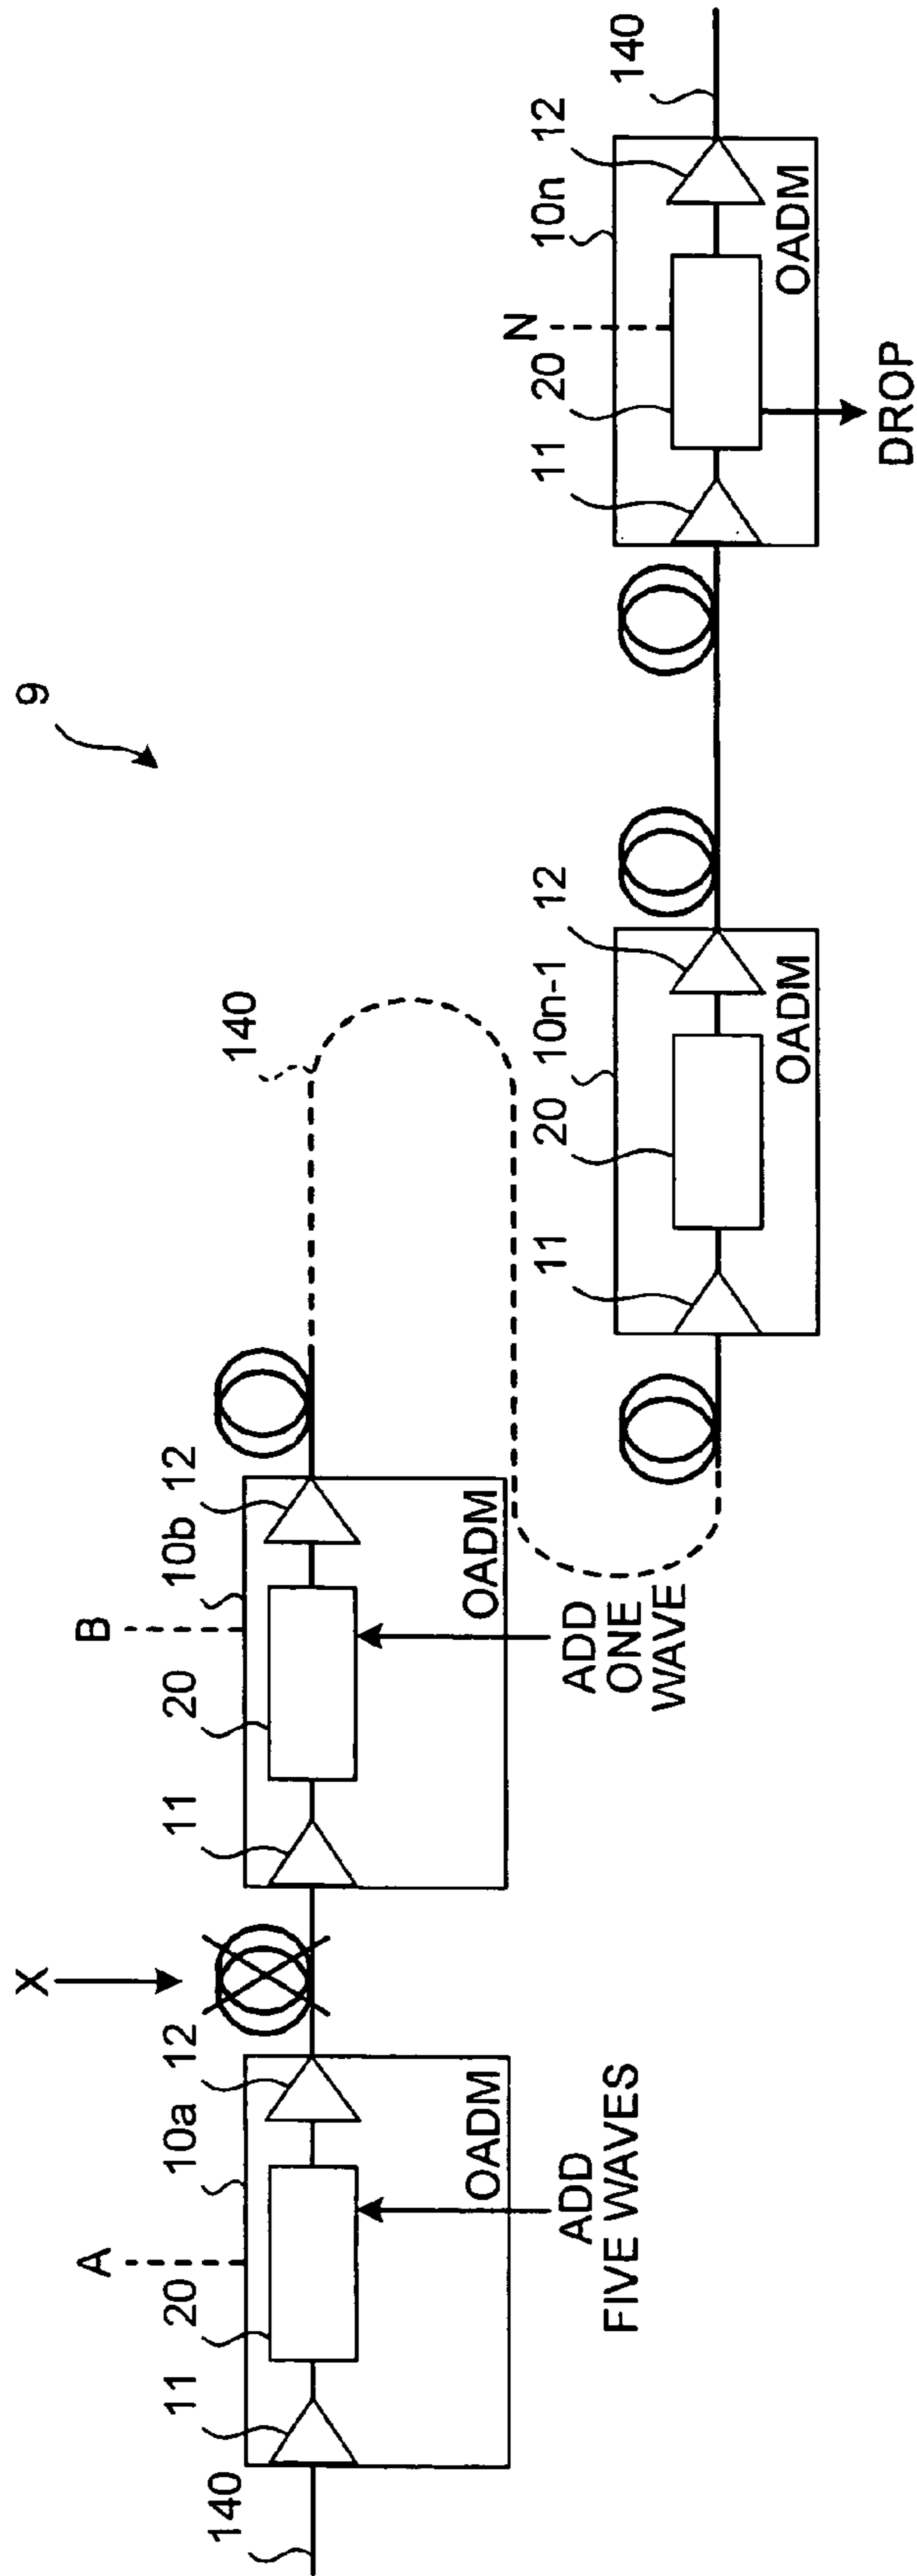 9
X
A
B
140
11
20
10a
12
11
20
10b
12
140
OADM
OADM
ADD
FIVE WAVES
ADD
ONE
WAVE
11
20
10n-1
12
11
20
N
10n
12
140
OADM
OADM
DROP